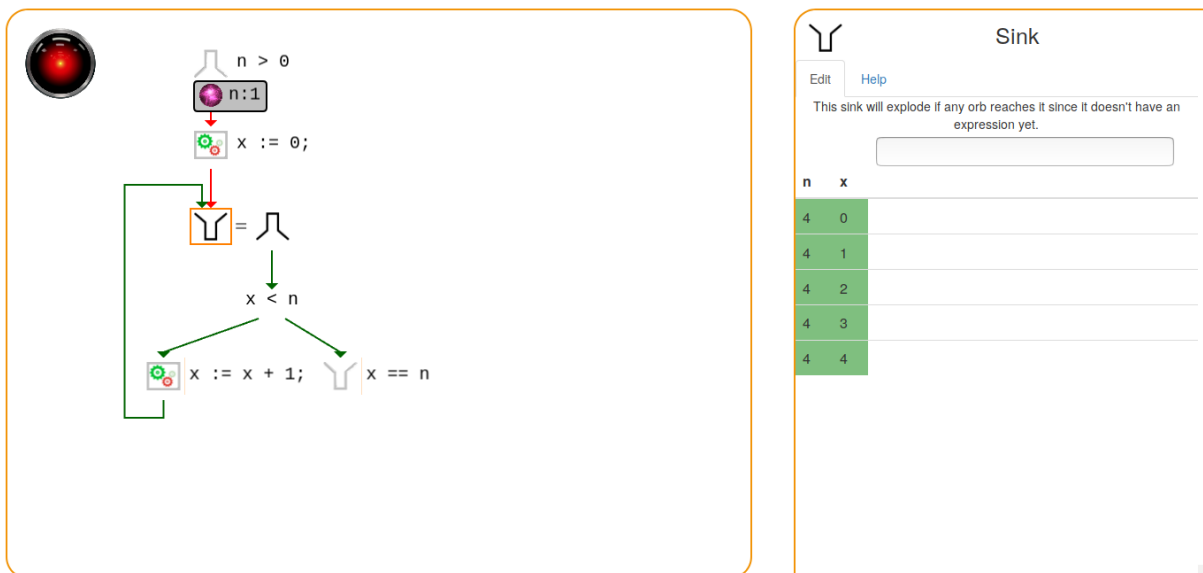 n > 0
n:1
x := 0;
=
x < n
x := x + 1;
x == n
Sink
Edit Help
This sink will explode if any orb reaches it since it doesn't have an
expression yet.
n x
4 0
4 1
4 2
4 3
4 4